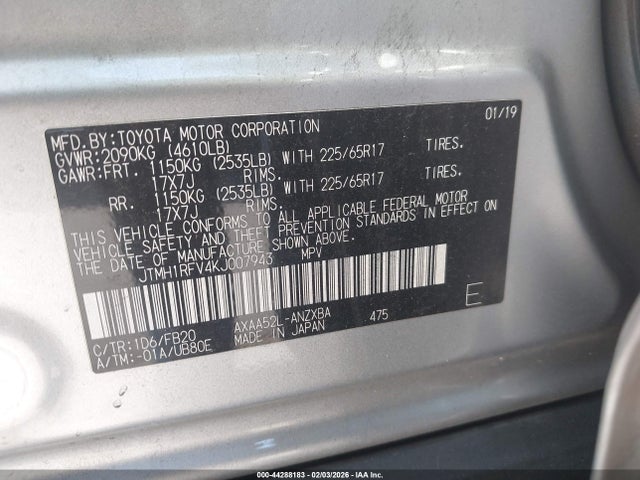 MFD.BY:TOYOTA MOTOR CORPORATION 01/19
GVWR:2090KG (4610LB)
GAWR:FRT. 1150KG (2535LB) WITH 225/65R17 TIRES.
17X7J RIMS.
RR. 1150KG (2535LB) WITH 225/65R17 TIRES.
17X7J RIMS.
THIS VEHICLE CONFORMS TO ALL APPLICABLE FEDERAL MOTOR
VEHICLE SAFETY AND THEFT PREVENTION STANDARDS IN EFFECT ON
THE DATE OF MANUFACTURE SHOWN ABOVE.
JTMH1RFV4KJ007943 MPV
C/TR:1D6/FB20 AXAA52L-ANZXBA 475 E
A/TM:-01A/UB80E MADE IN JAPAN
000-44288183 - 02/03/2026 - IAA Inc.